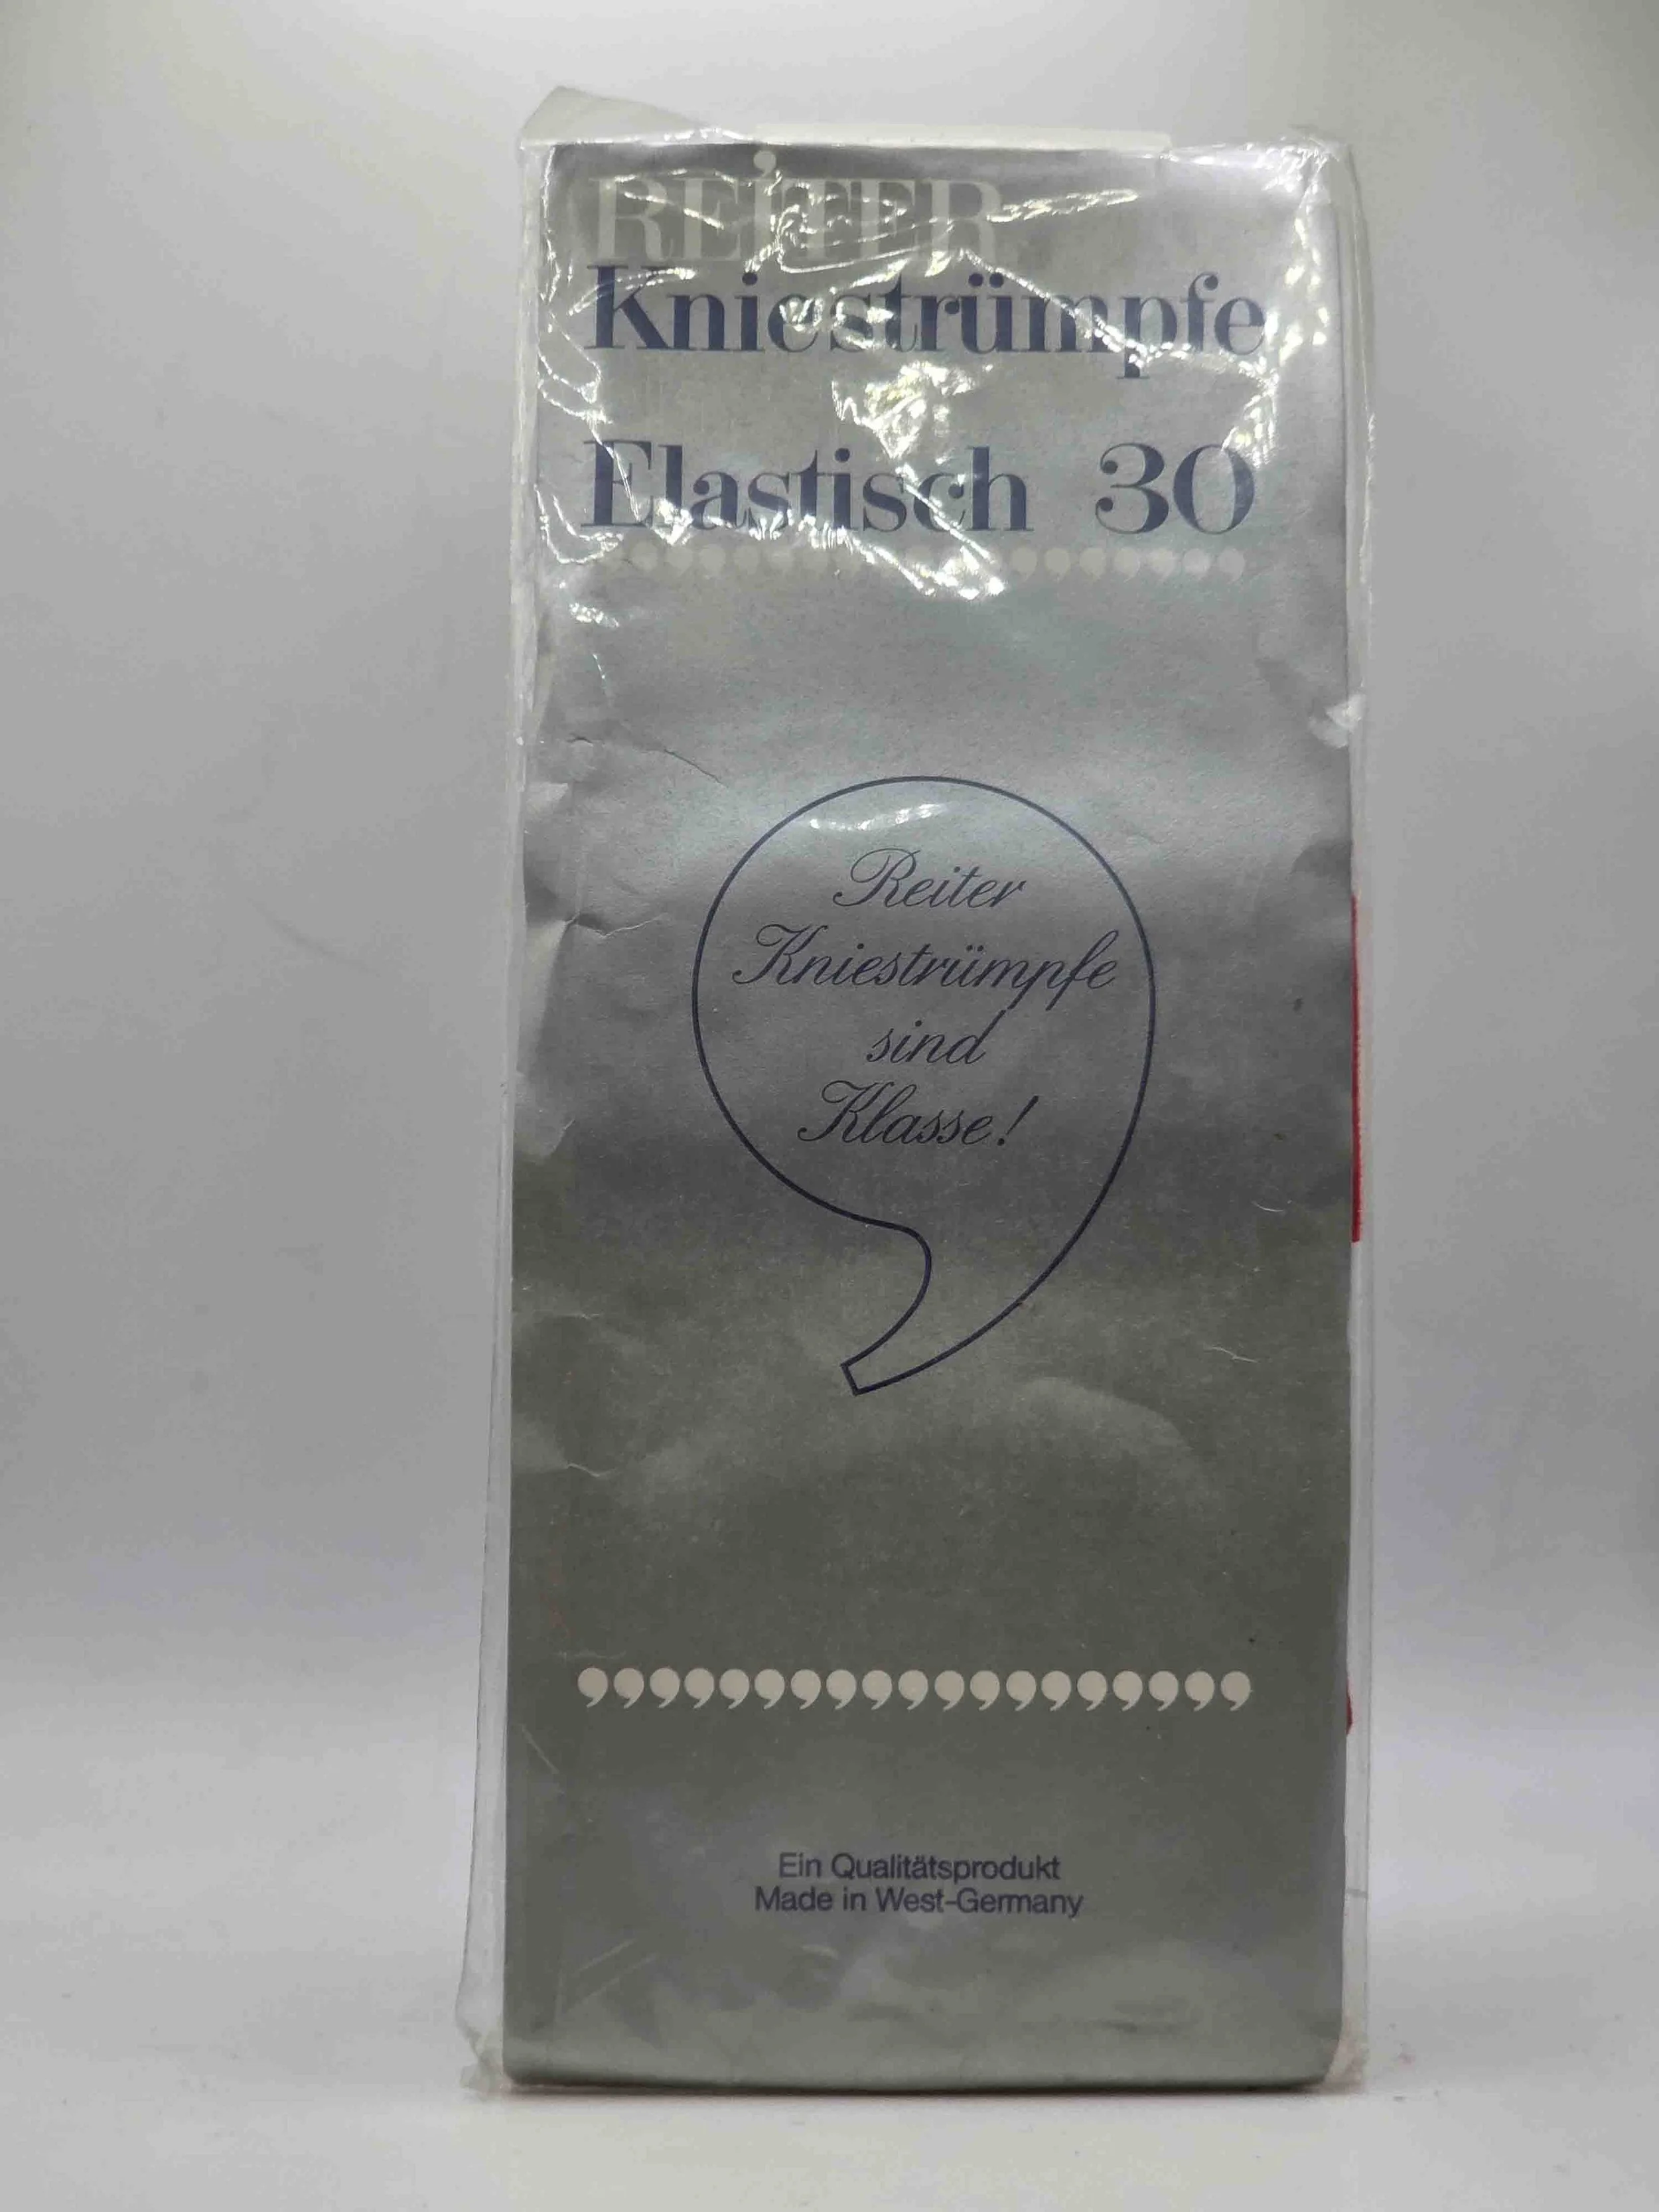 REiTER
Kniestrümpfe
Elastisch 30
Reiter
Kniestrümpfe
sind
Klasse!
Ein Qualitätsprodukt
Made in West-Germany